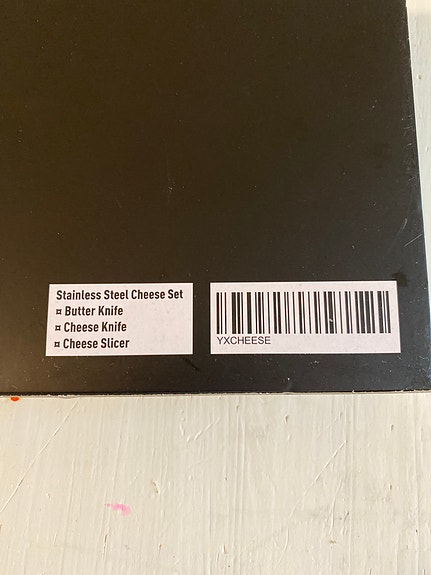 Stainless Steel Cheese Set
¤ Butter Knife
¤ Cheese Knife
¤ Cheese Slicer
YXCHEESE